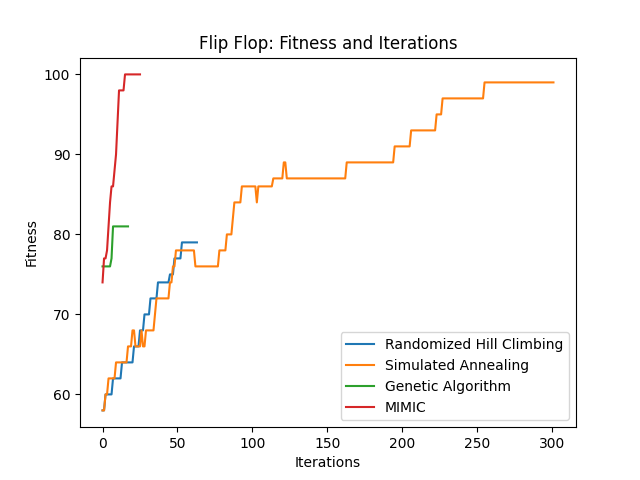 Flip Flop: Fitness and Iterations
100
90
80
70
60
Fitness
Randomized Hill Climbing
Simulated Annealing
Genetic Algorithm
MIMIC
0 50 100 150 200 250 300
Iterations